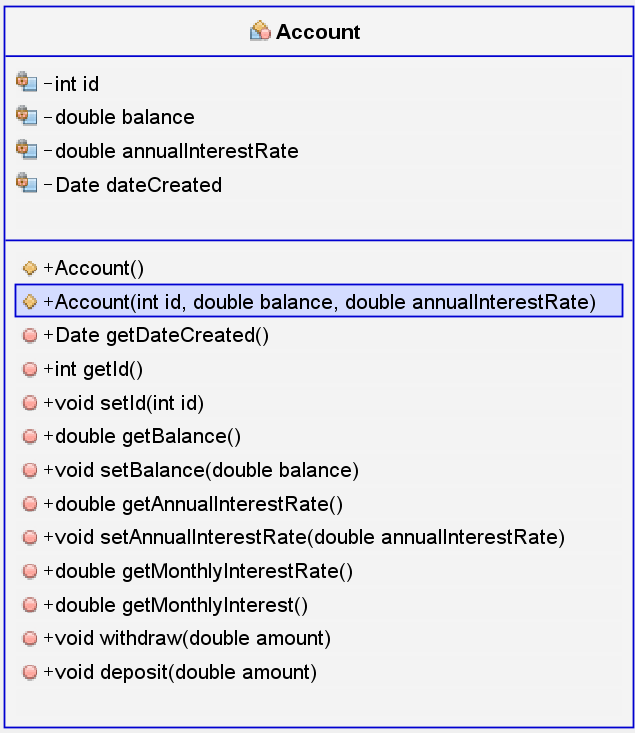 Account
-int id
-double balance
-double annualInterestRate
-Date dateCreated
+Account()
+Account(int id, double balance, double annualInterestRate)
+Date getDateCreated()
+int getId()
+void setId(int id)
+double getBalance()
+void setBalance(double balance)
+double getAnnualInterestRate()
+void setAnnualInterestRate(double annualInterestRate)
+double getMonthlyInterestRate()
+double getMonthlyInterest()
+void withdraw(double amount)
+void deposit(double amount)